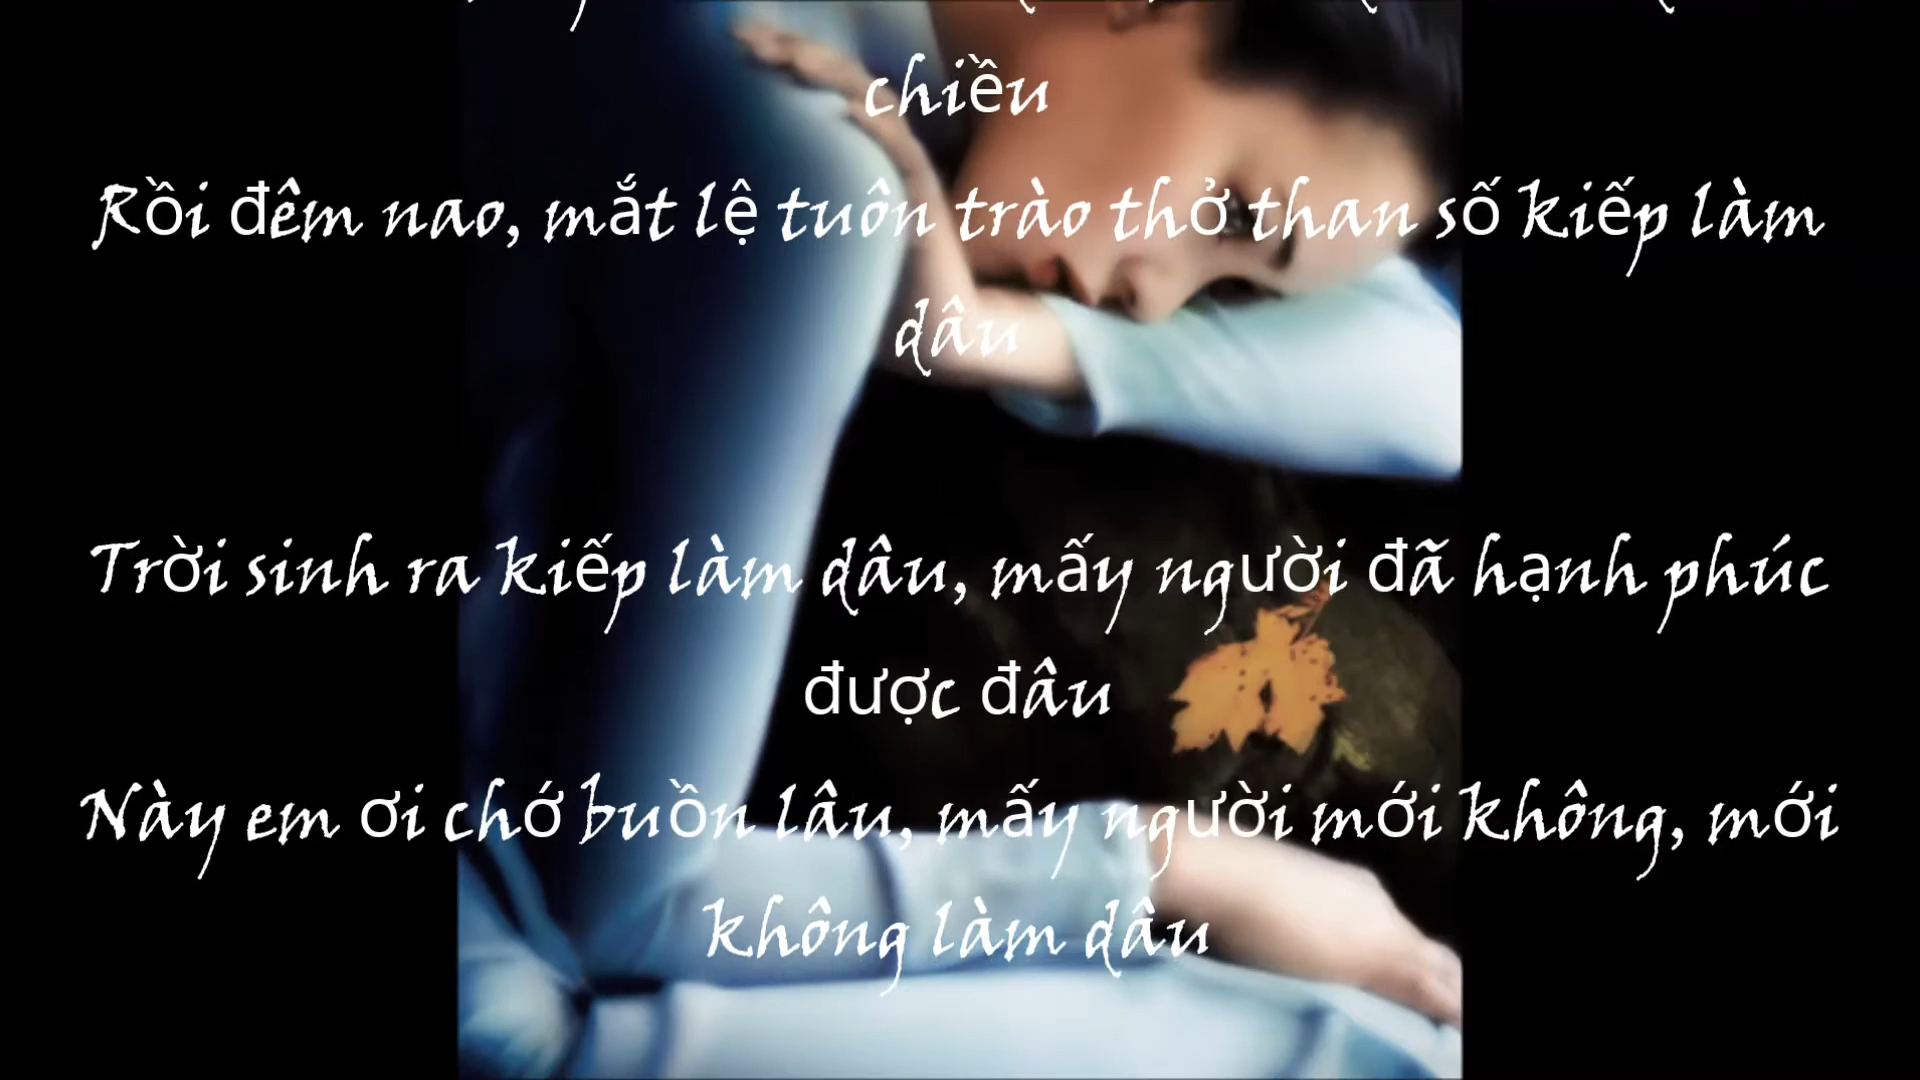 chiều
Rồi đêm nao, mắt lệ tuôn trào thở than số kiếp làm
dâu
Trời sinh ra kiếp làm dâu, mấy người đã hạnh phúc
được đâu
Này em ơi chớ buồn lâu, mấy người mới không, mới
không làm dâu